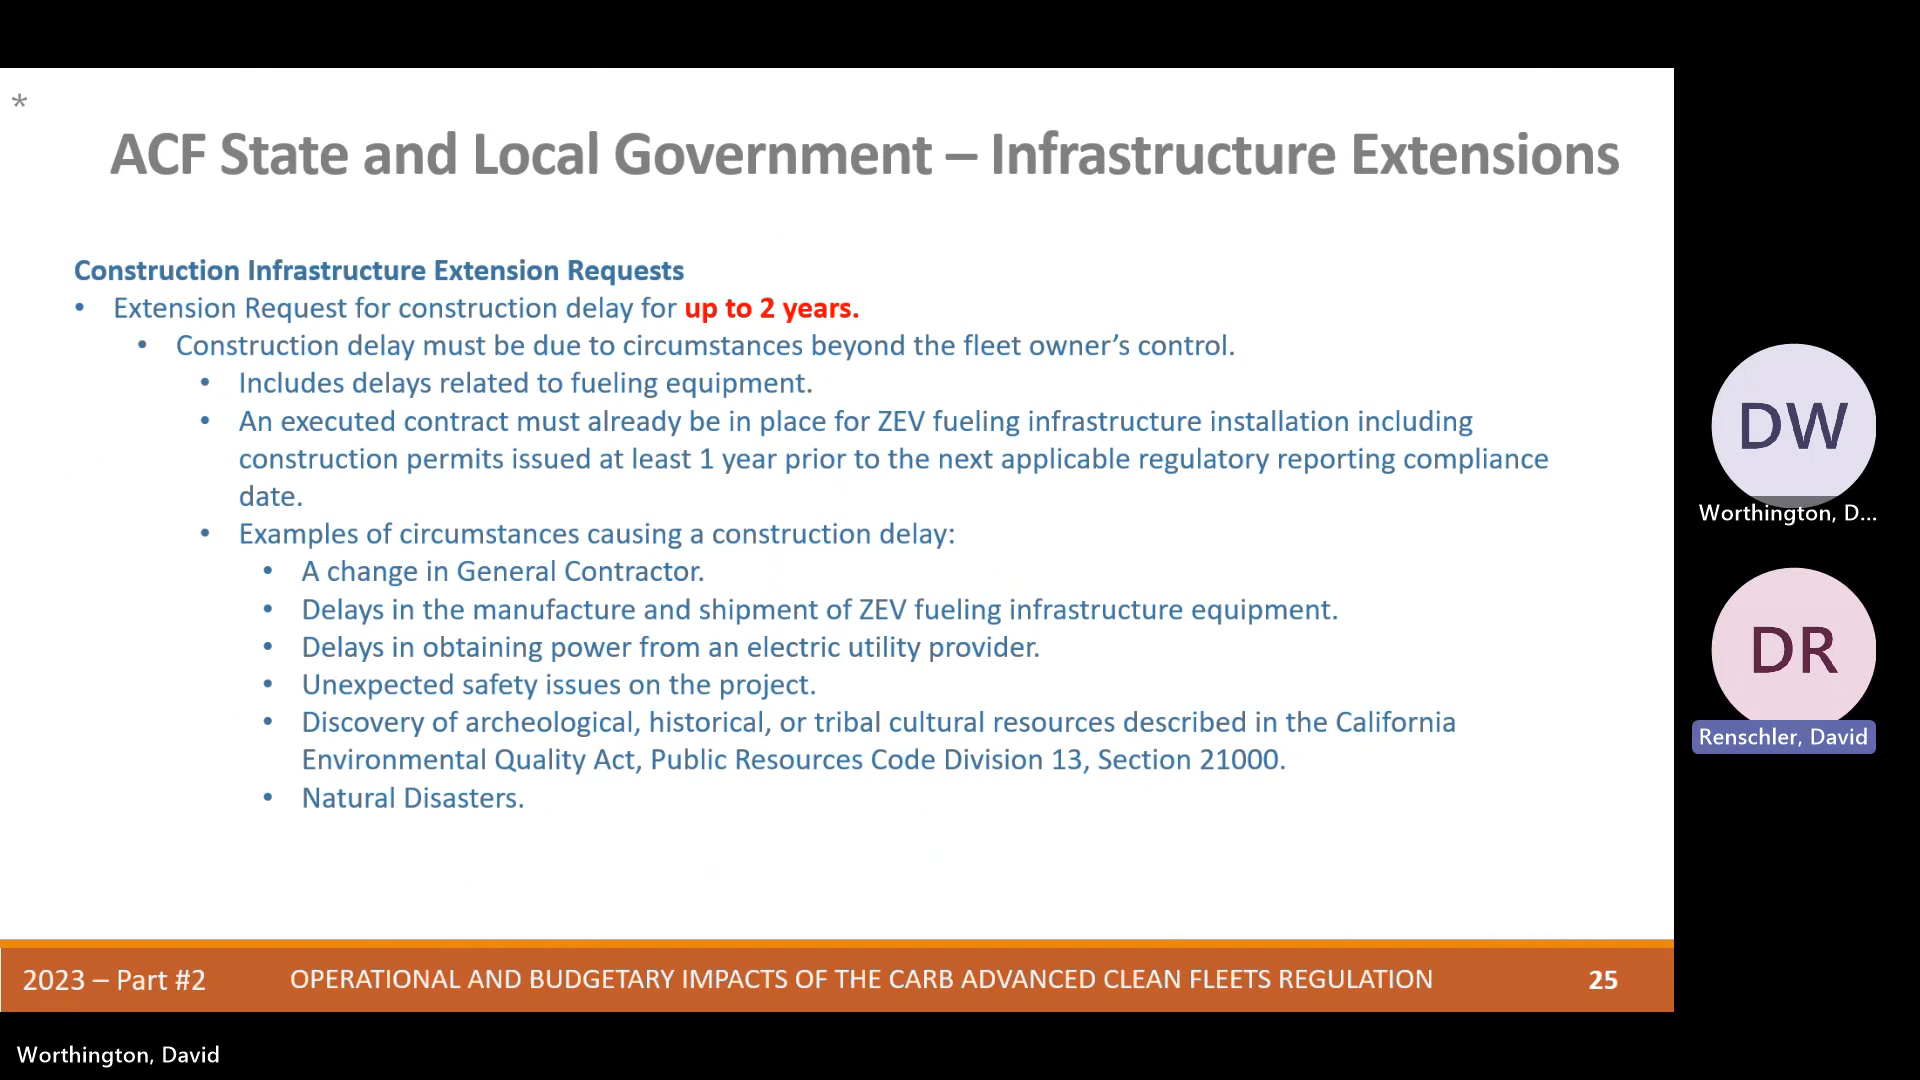 *
ACF State and Local Government – Infrastructure Extensions
Construction Infrastructure Extension Requests
• Extension Request for construction delay for up to 2 years.
• Construction delay must be due to circumstances beyond the fleet owner’s control.
• Includes delays related to fueling equipment.
• An executed contract must already be in place for ZEV fueling infrastructure installation including
construction permits issued at least 1 year prior to the next applicable regulatory reporting compliance
date.
• Examples of circumstances causing a construction delay:
• A change in General Contractor.
• Delays in the manufacture and shipment of ZEV fueling infrastructure equipment.
• Delays in obtaining power from an electric utility provider.
• Unexpected safety issues on the project.
• Discovery of archeological, historical, or tribal cultural resources described in the California
Environmental Quality Act, Public Resources Code Division 13, Section 21000.
• Natural Disasters.
2023 – Part #2 OPERATIONAL AND BUDGETARY IMPACTS OF THE CARB ADVANCED CLEAN FLEETS REGULATION 25
DW
Worthington, D...
DR
Renschler, David
Worthington, David